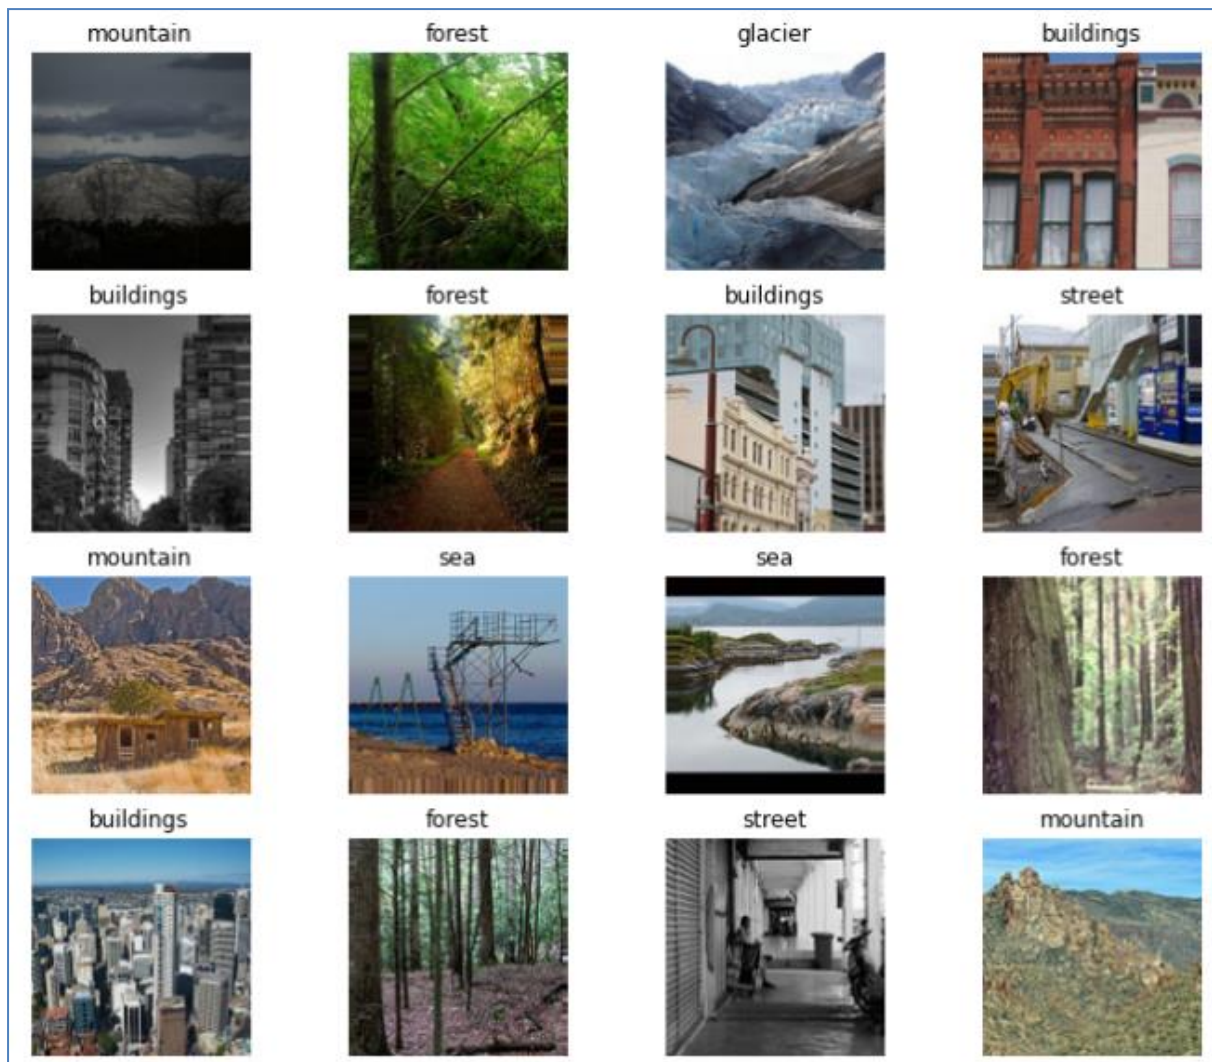 mountain forest glacier buildings
buildings forest buildings street
mountain sea sea forest
buildings forest street mountain